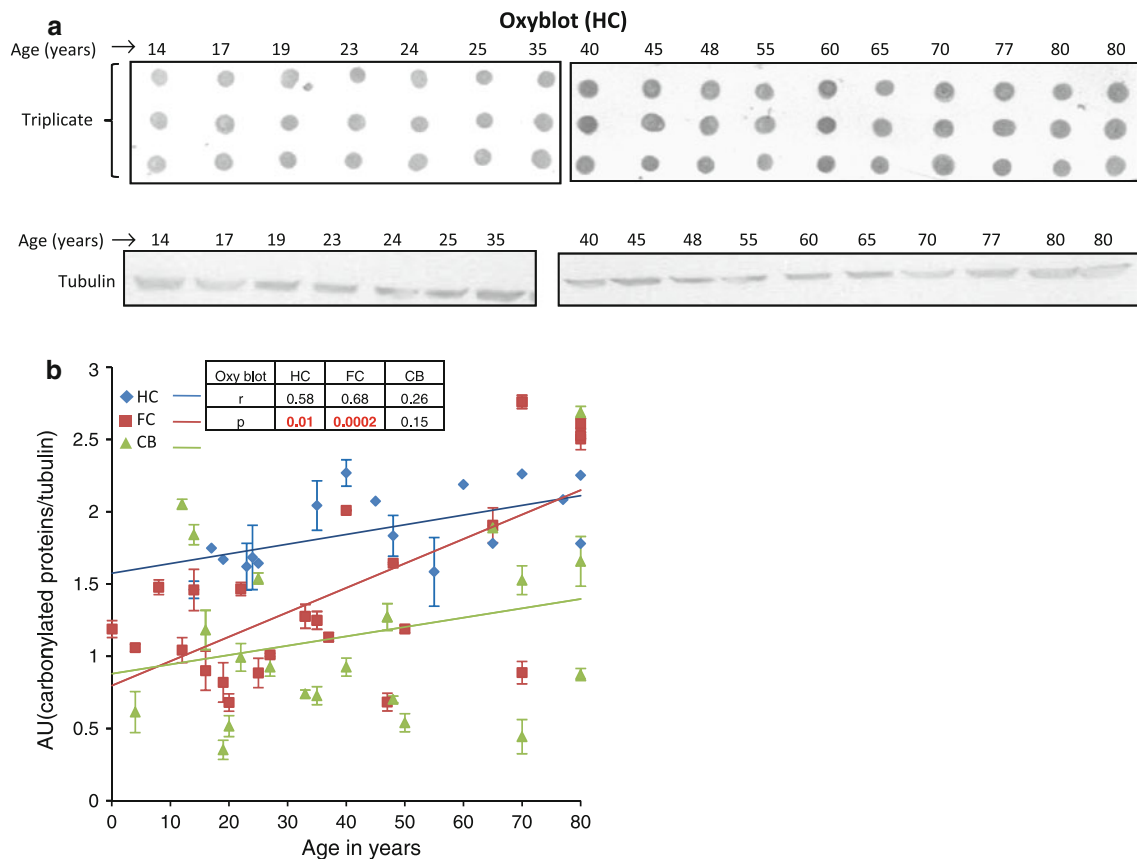 a
Oxyblot (HC)
Age (years) → 14 17 19 23 24 25 35 40 45 48 55 60 65 70 77 80 80
Triplicate
Age (years) → 14 17 19 23 24 25 35 40 45 48 55 60 65 70 77 80 80
Tubulin
b
Oxy blot HC FC CB
r 0.58 0.68 0.26
p 0.01 0.0002 0.15
HC
FC
CB
AU(carbonylated proteins/tubulin)
3
2.5
2
1.5
1
0.5
0
0 10 20 30 40 50 60 70 80
Age in years